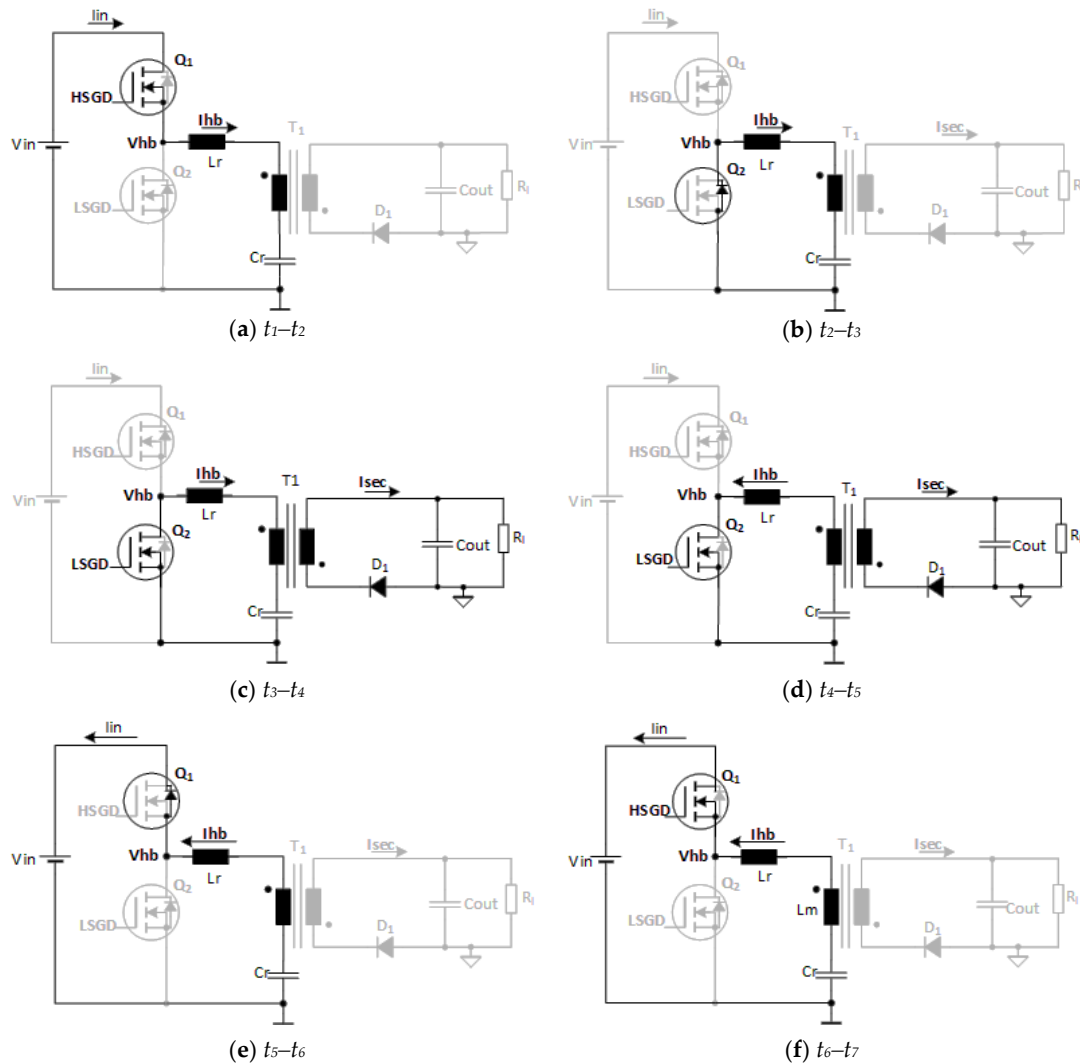 Iin
Q1
HSGD
Ihb
T1
Vin
Vhb
Lr
Q2
LSGD
Cout
Rl
D1
Cr
(a) t1–t2
Iin
Q1
HSGD
Ihb
T1
Isec
Vin
Vhb
Lr
Q2
LSGD
Cout
R
D1
Cr
(b) t2–t3
Iin
Q1
HSGD
Ihb
T1
Isec
Vin
Vhb
Lr
Q2
LSGD
Cout
Rl
D1
Cr
(c) t3–t4
Iin
Q1
HSGD
Ihb
T1
Isec
Vin
Vhb
Lr
Q2
LSGD
Cout
R
D1
Cr
(d) t4–t5
Iin
Q1
HSGD
Ihb
T1
Isec
Vin
Vhb
Lr
Q2
LSGD
Cout
Rl
D1
Cr
(e) t5–t6
Iin
Q1
HSGD
Ihb
T1
Isec
Vin
Vhb
Lr
Q2
Lm
LSGD
Cout
Rl
D1
Cr
(f) t6–t7